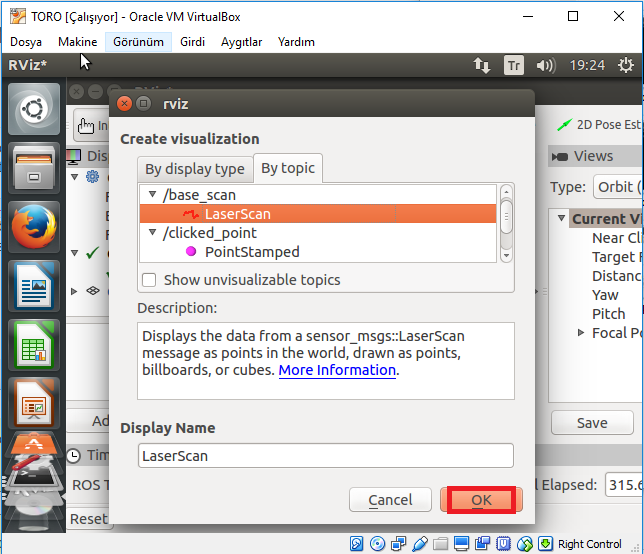 TORO [Çalışıyor] - Oracle VM VirtualBox
Dosya Makine Görünüm Girdi Aygıtlar Yardım
RViz* Tr 19:24
rviz
2D Pose Est
Create visualization
Views
By display type By topic
Type: Orbit (
/base_scan
LaserScan
Current Vi
/clicked_point
Near Cli
PointStamped
Target F
Show unvisualizable topics
Distanc
Yaw
Description:
Pitch
Displays the data from a sensor_msgs::LaserScan
Focal Po
message as points in the world, drawn as points,
billboards, or cubes. More Information.
Save
Display Name
LaserScan
ROS T
Elapsed: 315.6
Cancel OK
Reset
Right Control